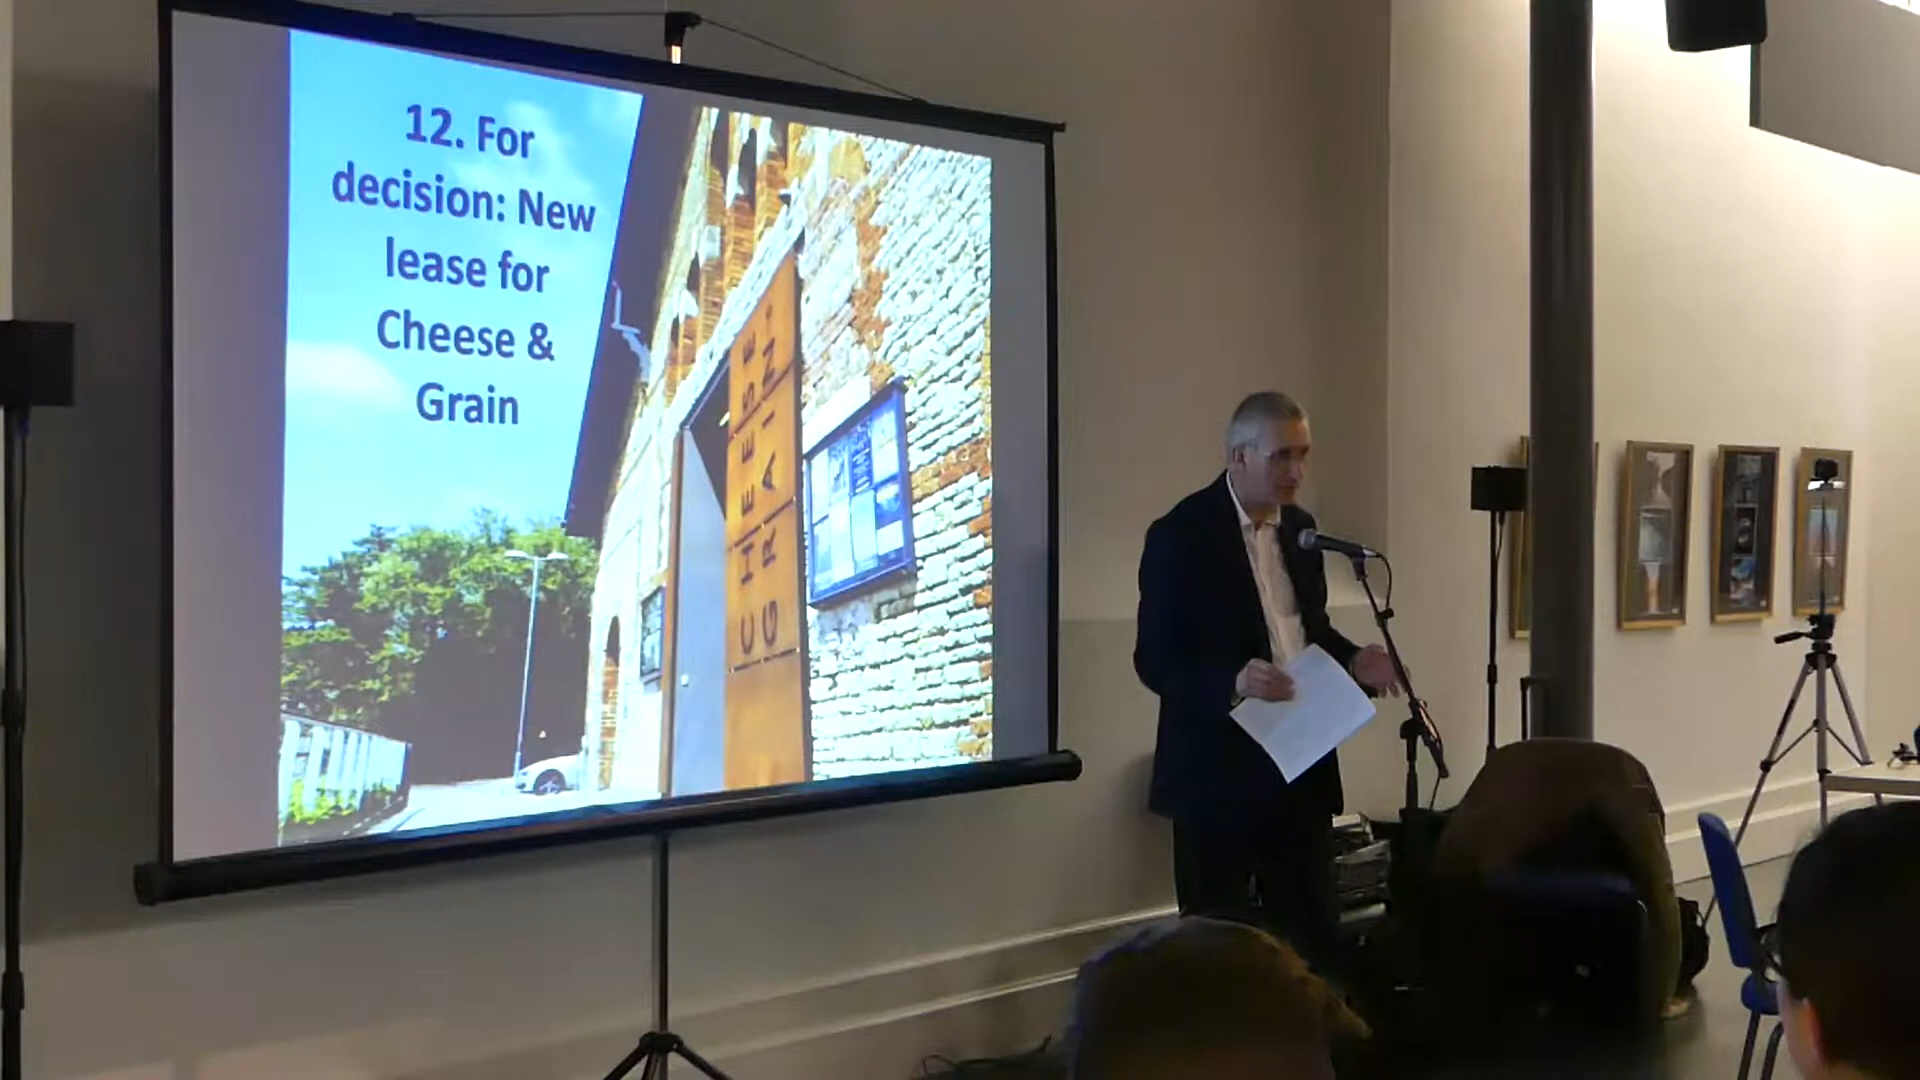 12. For
decision: New
lease for
Cheese &
Grain
CHEESE
GRAIN